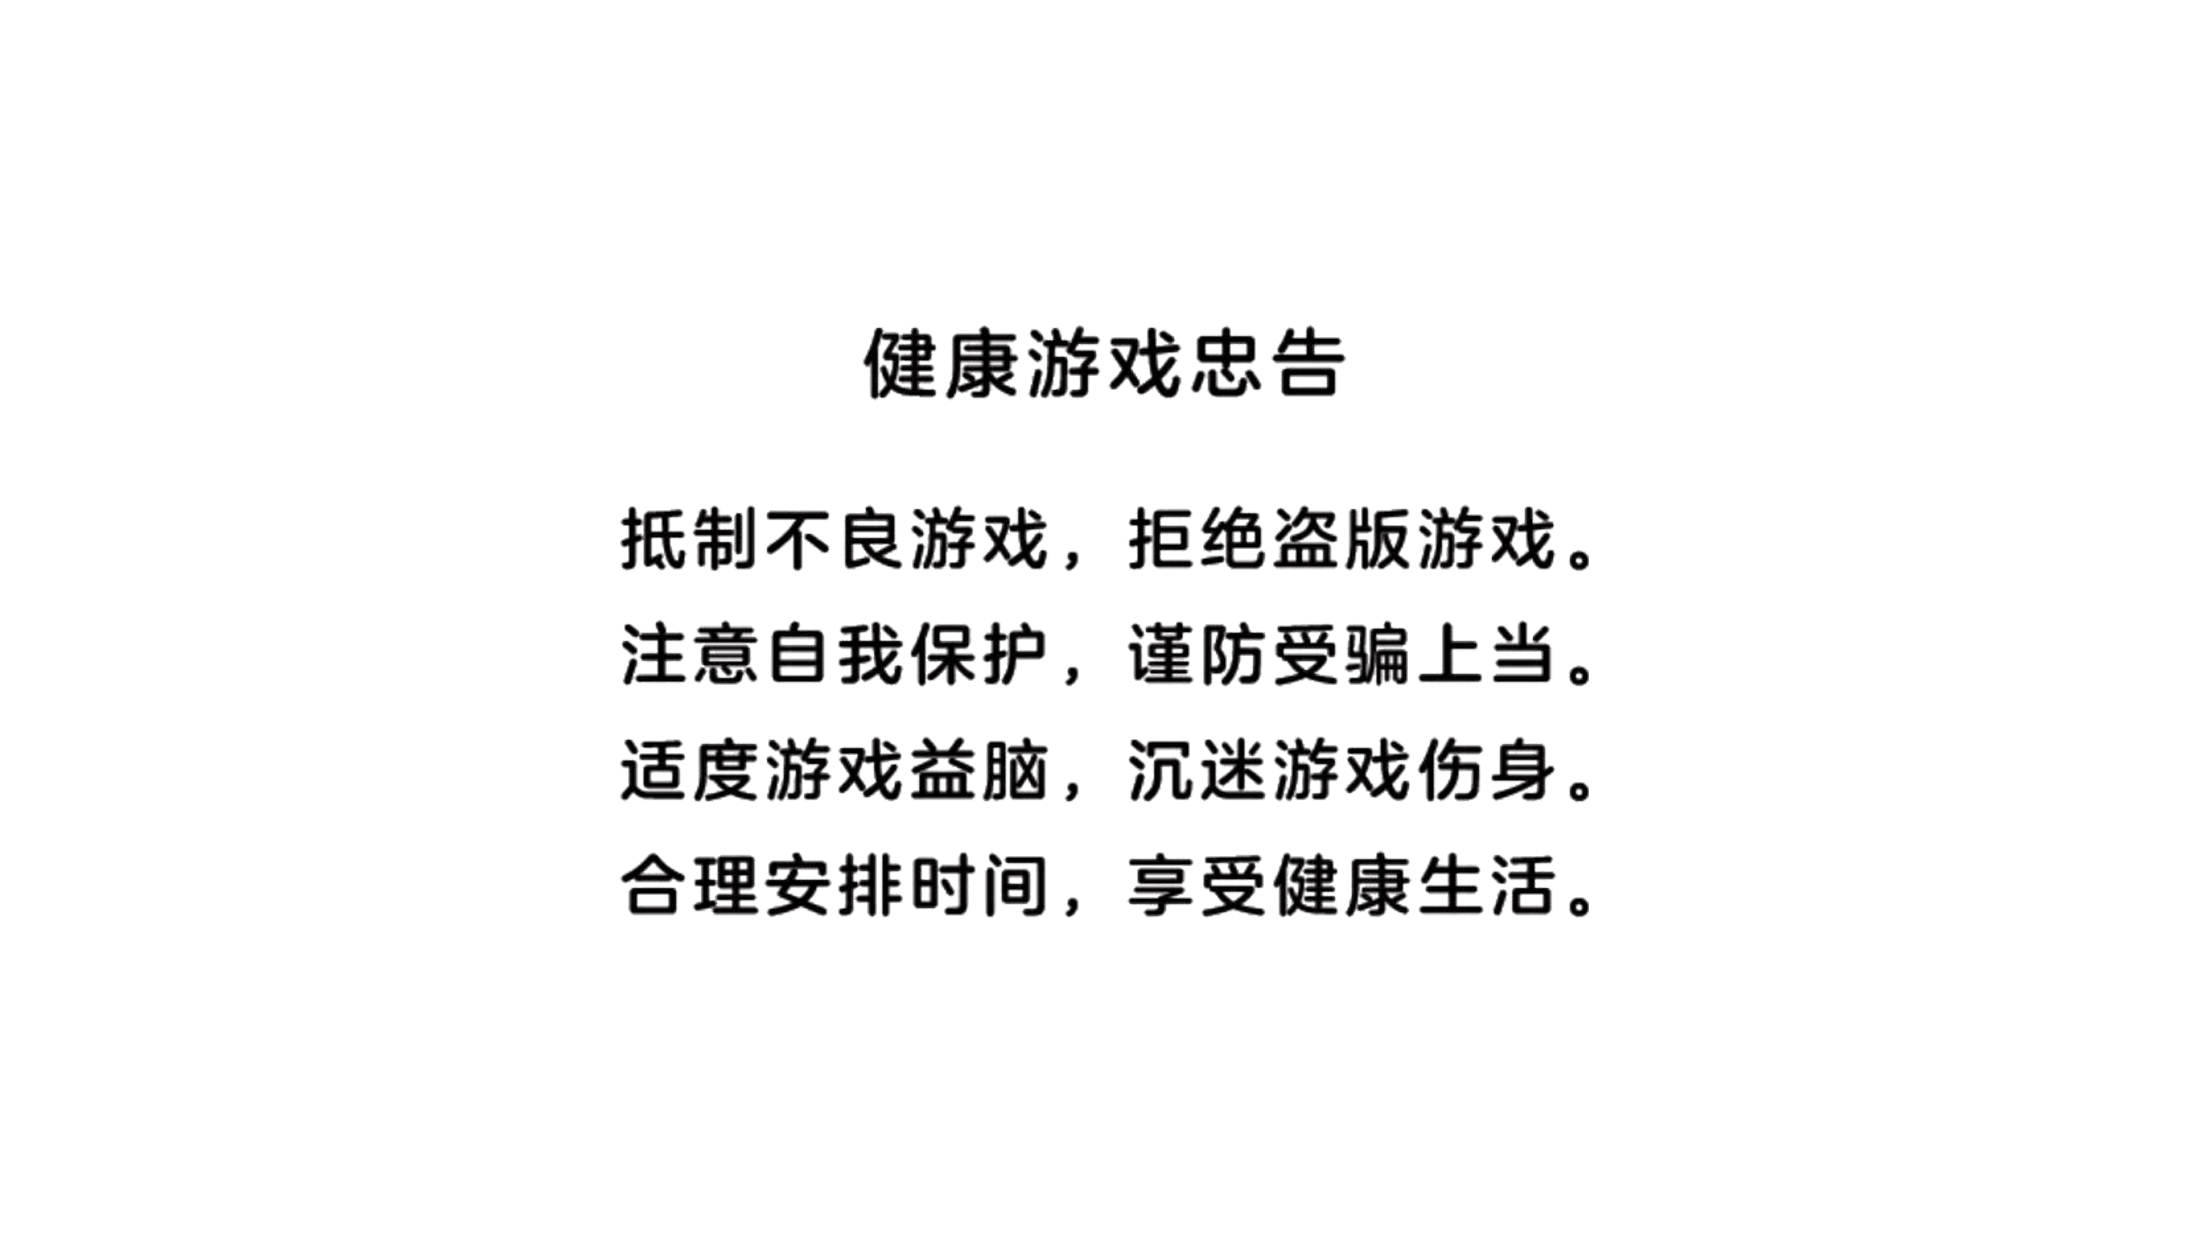 健康游戏忠告
抵制不良游戏，拒绝盗版游戏。
注意自我保护，谨防受骗上当。
适度游戏益脑，沉迷游戏伤身。
合理安排时间，享受健康生活。